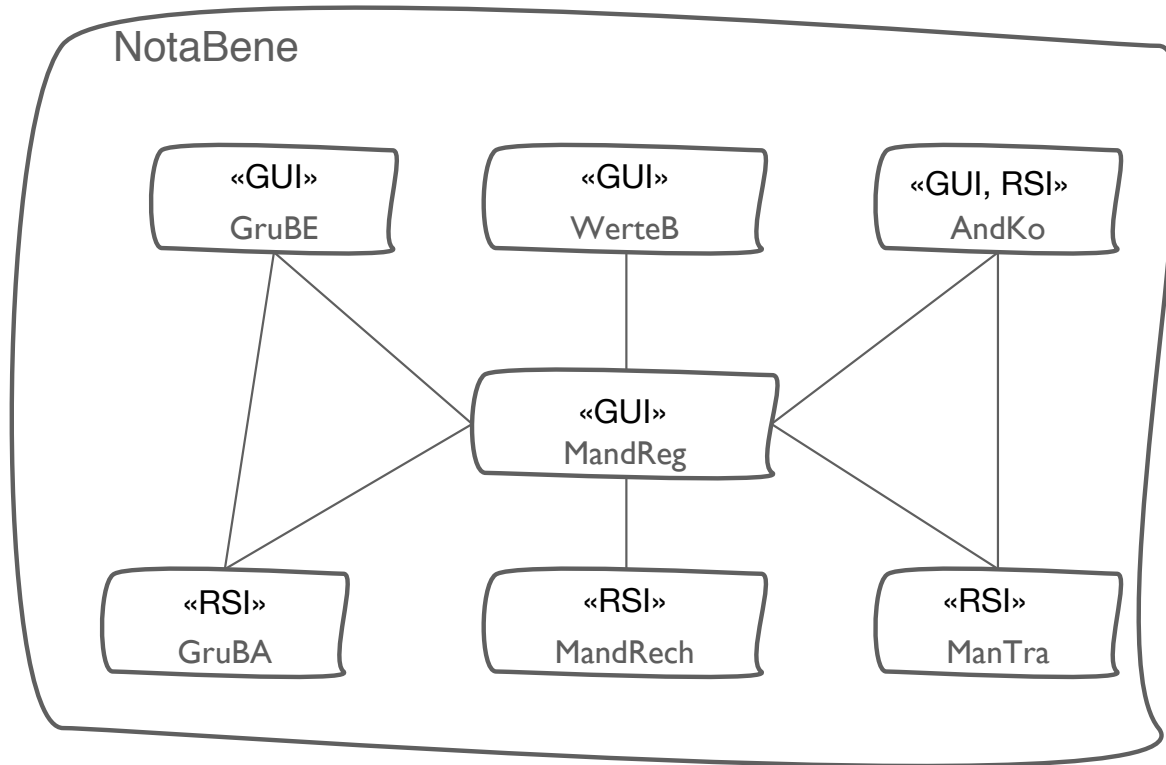 NotaBene
«GUI»
GruBE
«GUI»
WerteB
«GUI, RSI»
AndKo
«GUI»
MandReg
«RSI»
GruBA
«RSI»
MandRech
«RSI»
ManTra